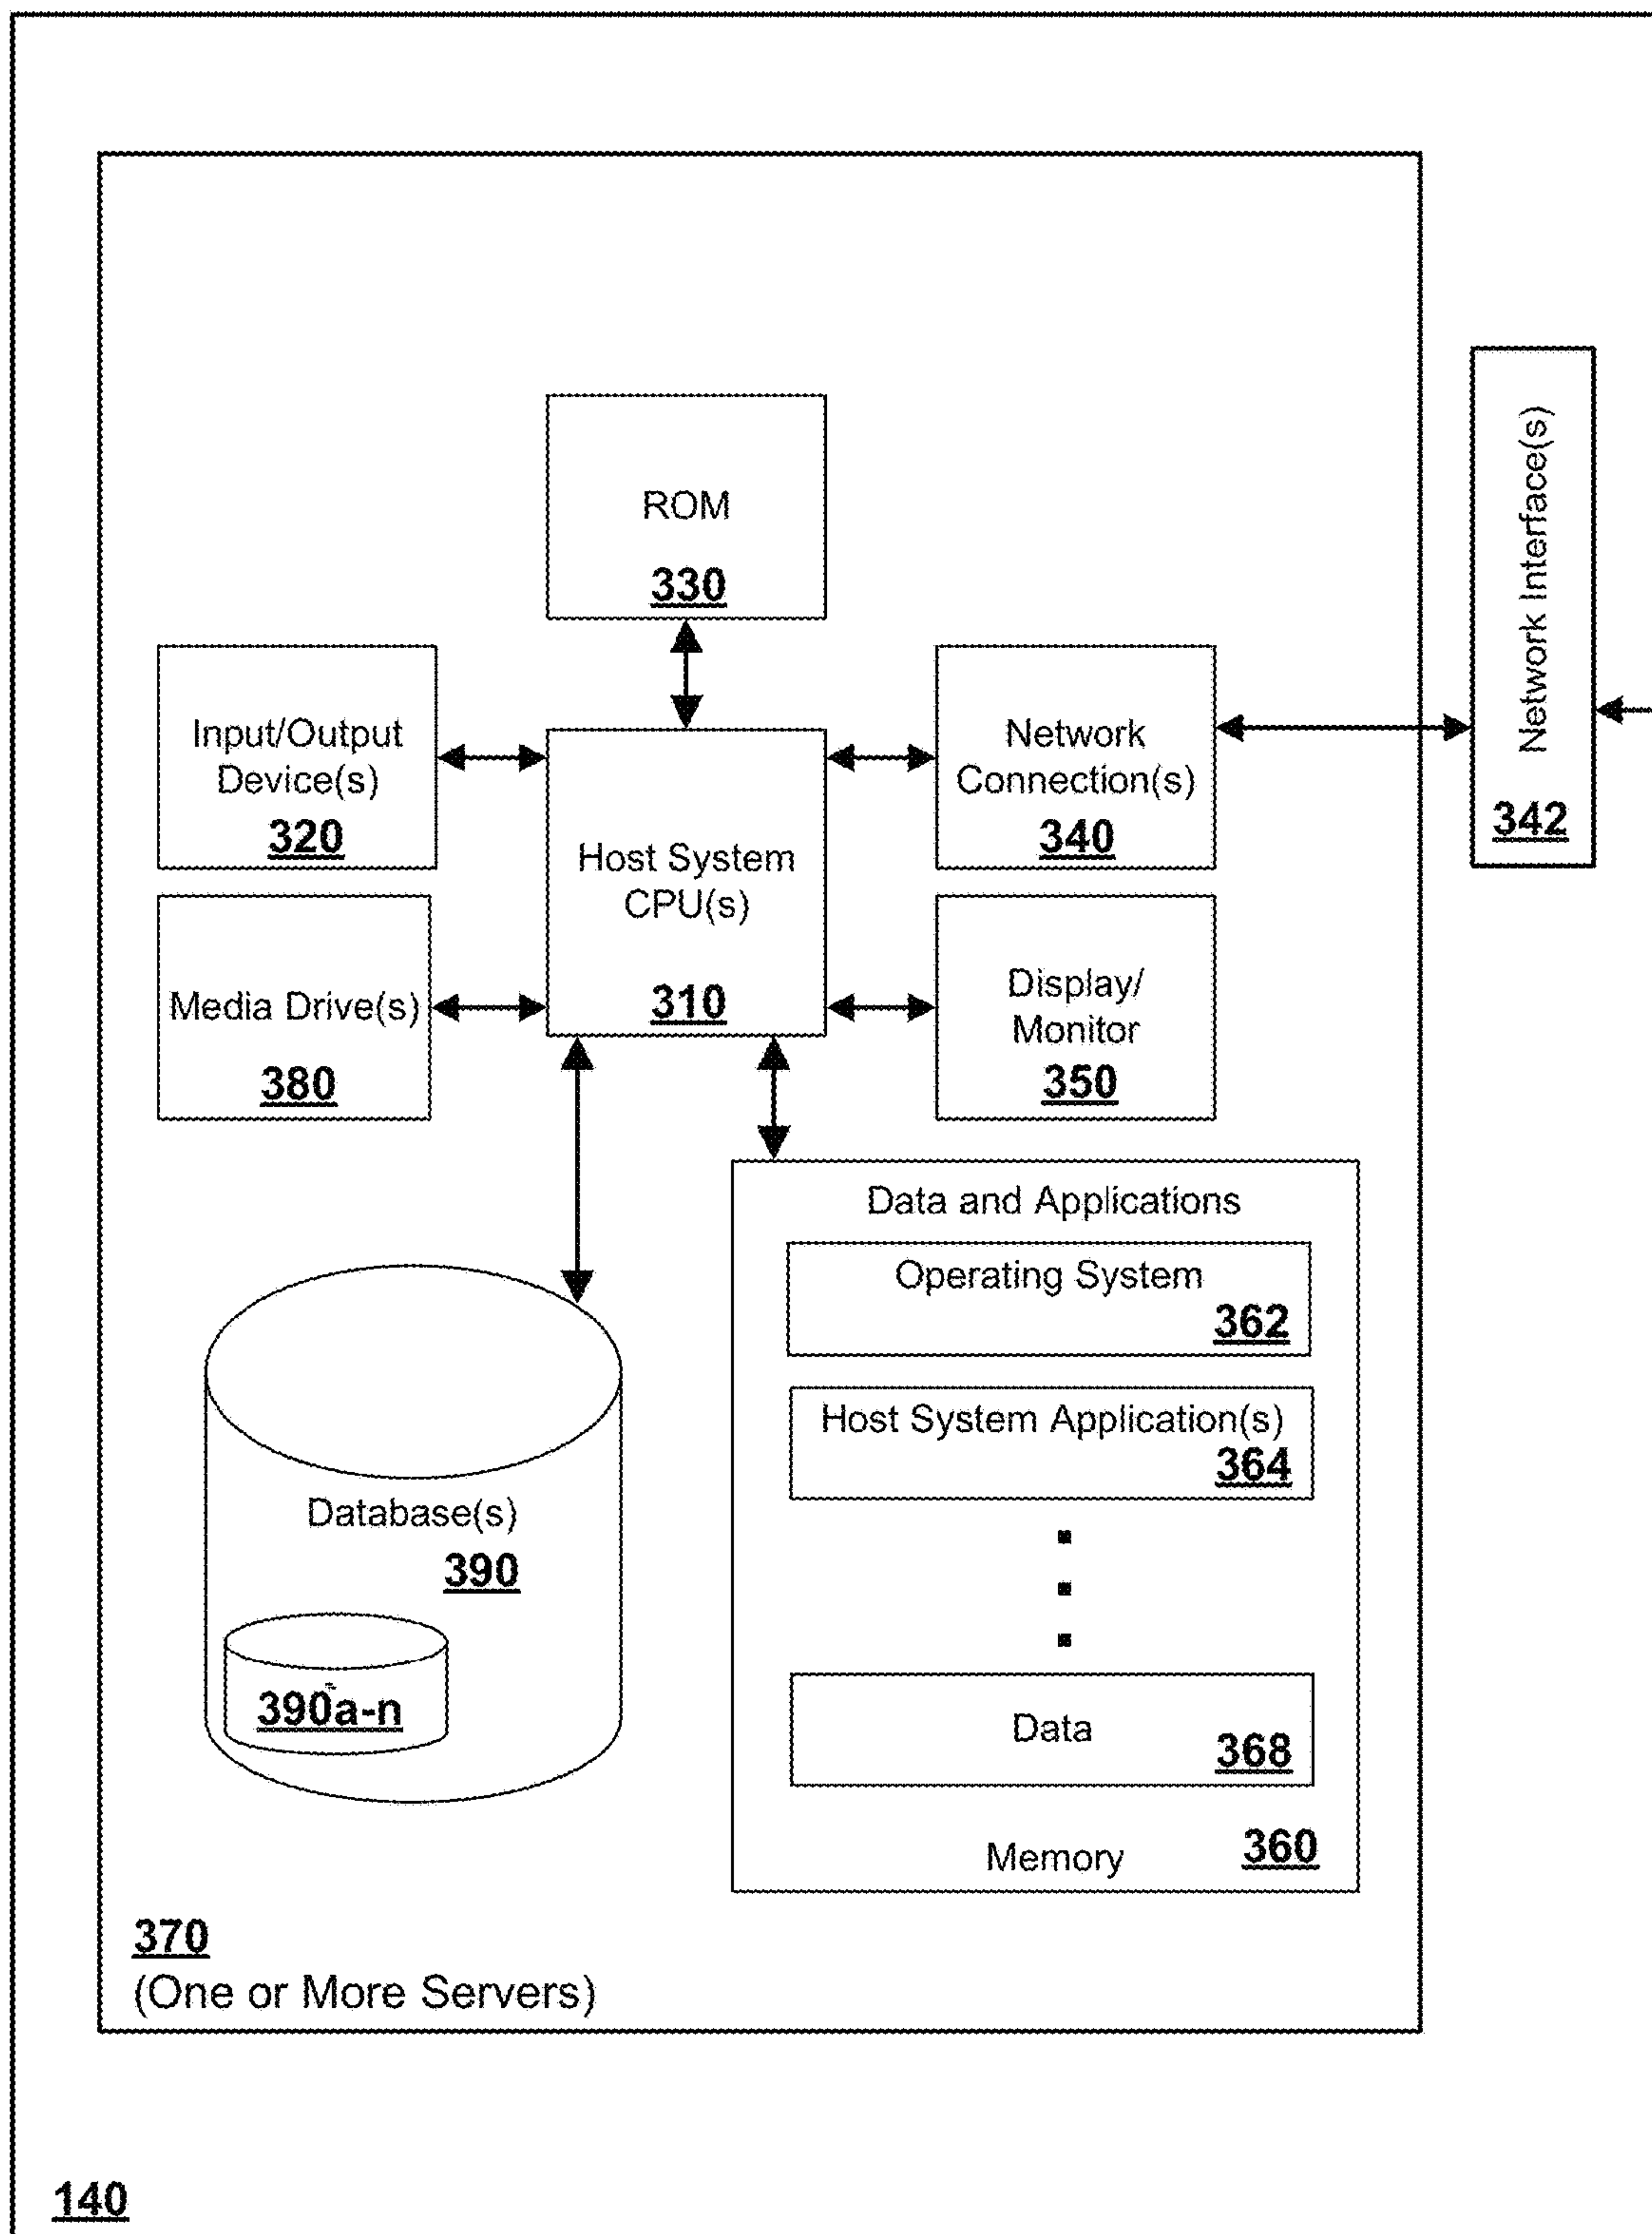 ROM
330
Input/Output
Device(s)
320
Host System
CPU(s)
310
Network
Connection(s)
340
Network Interface(s)
342
Media Drive(s)
380
Display/
Monitor
350
Data and Applications
Operating System
362
Host System Application(s)
364
Data
368
Memory
360
Database(s)
390
390a-n
370
(One or More Servers)
140